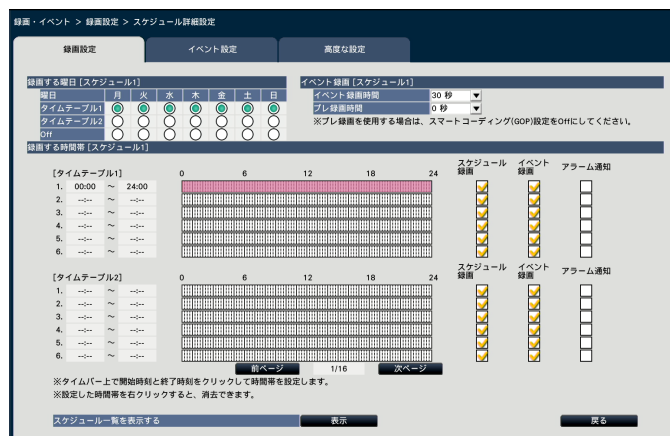 録画・イベント > 録画設定 > スケジュール詳細設定
録画設定 イベント設定 高度な設定
録画する曜日 [スケジュール1]
曜日 月 火 水 木 金 土 日
タイムテーブル1
タイムテーブル2
Off
イベント録画 [スケジュール1]
イベント録画時間 30 秒
プレ録画時間 0 秒
※プレ録画を使用する場合は、スマートコーディング(GOP)設定をOffにしてください。
録画する時間帯 [スケジュール1]
[タイムテーブル1] 0 6 12 18 24 スケジュール録画 イベント録画 アラーム通知
1. 00:00 ～ 24:00
2. --:-- ～ --:--
3. --:-- ～ --:--
4. --:-- ～ --:--
5. --:-- ～ --:--
6. --:-- ～ --:--
[タイムテーブル2] 0 6 12 18 24 スケジュール録画 イベント録画 アラーム通知
1. --:-- ～ --:--
2. --:-- ～ --:--
3. --:-- ～ --:--
4. --:-- ～ --:--
5. --:-- ～ --:--
6. --:-- ～ --:--
前ページ 1/16 次ページ
※タイムバー上で開始時刻と終了時刻をクリックして時間帯を設定します。
※設定した時間帯を右クリックすると、消去できます。
スケジュール一覧を表示する 表示 戻る